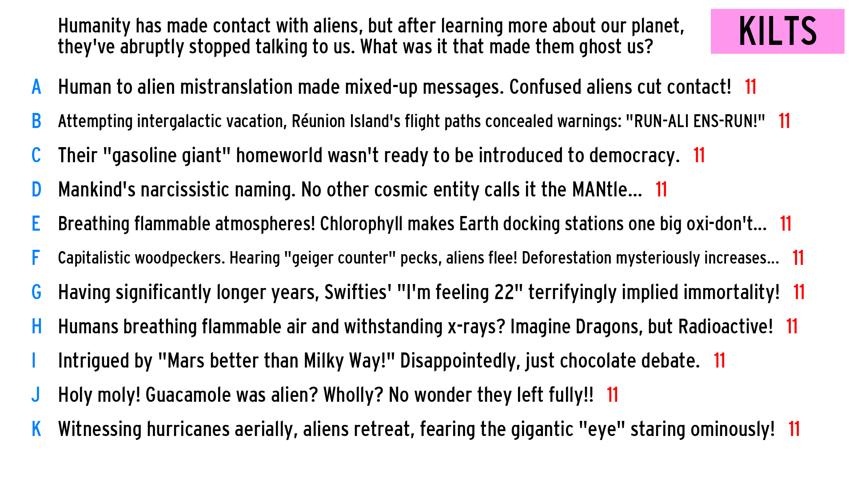 Humanity has made contact with aliens, but after learning more about our planet,
they've abruptly stopped talking to us. What was it that made them ghost us?
KILTS
A Human to alien mistranslation made mixed-up messages. Confused aliens cut contact! 11
B Attempting intergalactic vacation, Réunion Island's flight paths concealed warnings: "RUN-ALI ENS-RUN!" 11
C Their "gasoline giant" homeworld wasn't ready to be introduced to democracy. 11
D Mankind's narcissistic naming. No other cosmic entity calls it the MANtle... 11
E Breathing flammable atmospheres! Chlorophyll makes Earth docking stations one big oxi-don't... 11
F Capitalistic woodpeckers. Hearing "geiger counter" pecks, aliens flee! Deforestation mysteriously increases... 11
G Having significantly longer years, Swifties' "I'm feeling 22" terrifyingly implied immortality! 11
H Humans breathing flammable air and withstanding x-rays? Imagine Dragons, but Radioactive! 11
I Intrigued by "Mars better than Milky Way!" Disappointedly, just chocolate debate. 11
J Holy moly! Guacamole was alien? Wholly? No wonder they left fully!! 11
K Witnessing hurricanes aerially, aliens retreat, fearing the gigantic "eye" staring ominously! 11